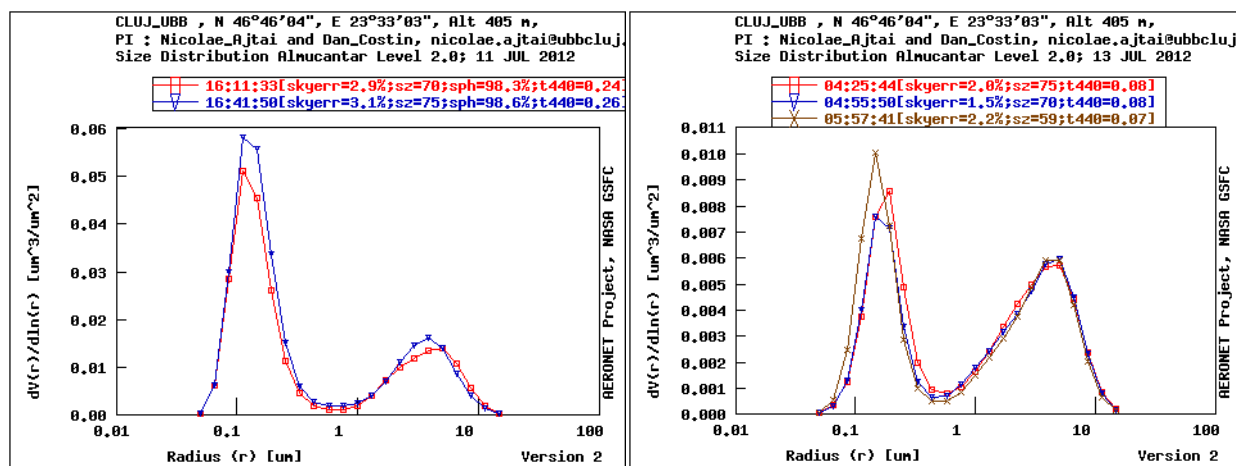 CLUJ_UBB , N 46°46'04", E 23°33'03", Alt 405 m,
PI : Nicolae_Ajtai and Dan_Costin, nicolae.ajtai@ubbcluj.
Size Distribution Almucantar Level 2.0; 11 JUL 2012
16:11:33[skyerr=2.9%;sz=70;sph=98.3%;t440=0.24]
16:41:50[skyerr=3.1%;sz=75;sph=98.6%;t440=0.26]
0.06
0.05
0.04
0.03
0.02
0.01
0.00
dV(r)/dln(r) [um^3/um^2]
0.01 0.1 1 10 100
Radius (r) [um]
Version 2
AERONET Project, NASA GSFC
CLUJ_UBB , N 46°46'04", E 23°33'03", Alt 405 m,
PI : Nicolae_Ajtai and Dan_Costin, nicolae.ajtai@ubbcluj.
Size Distribution Almucantar Level 2.0; 13 JUL 2012
04:25:44[skyerr=2.0%;sz=75;t440=0.08]
04:55:50[skyerr=1.5%;sz=70;t440=0.08]
05:57:41[skyerr=2.2%;sz=59;t440=0.07]
0.011
0.010
0.009
0.008
0.007
0.006
0.005
0.004
0.003
0.002
0.001
0.000
dV(r)/dln(r) [um^3/um^2]
0.01 0.1 1 10 100
Radius (r) [um]
Version 2
AERONET Project, NASA GSFC